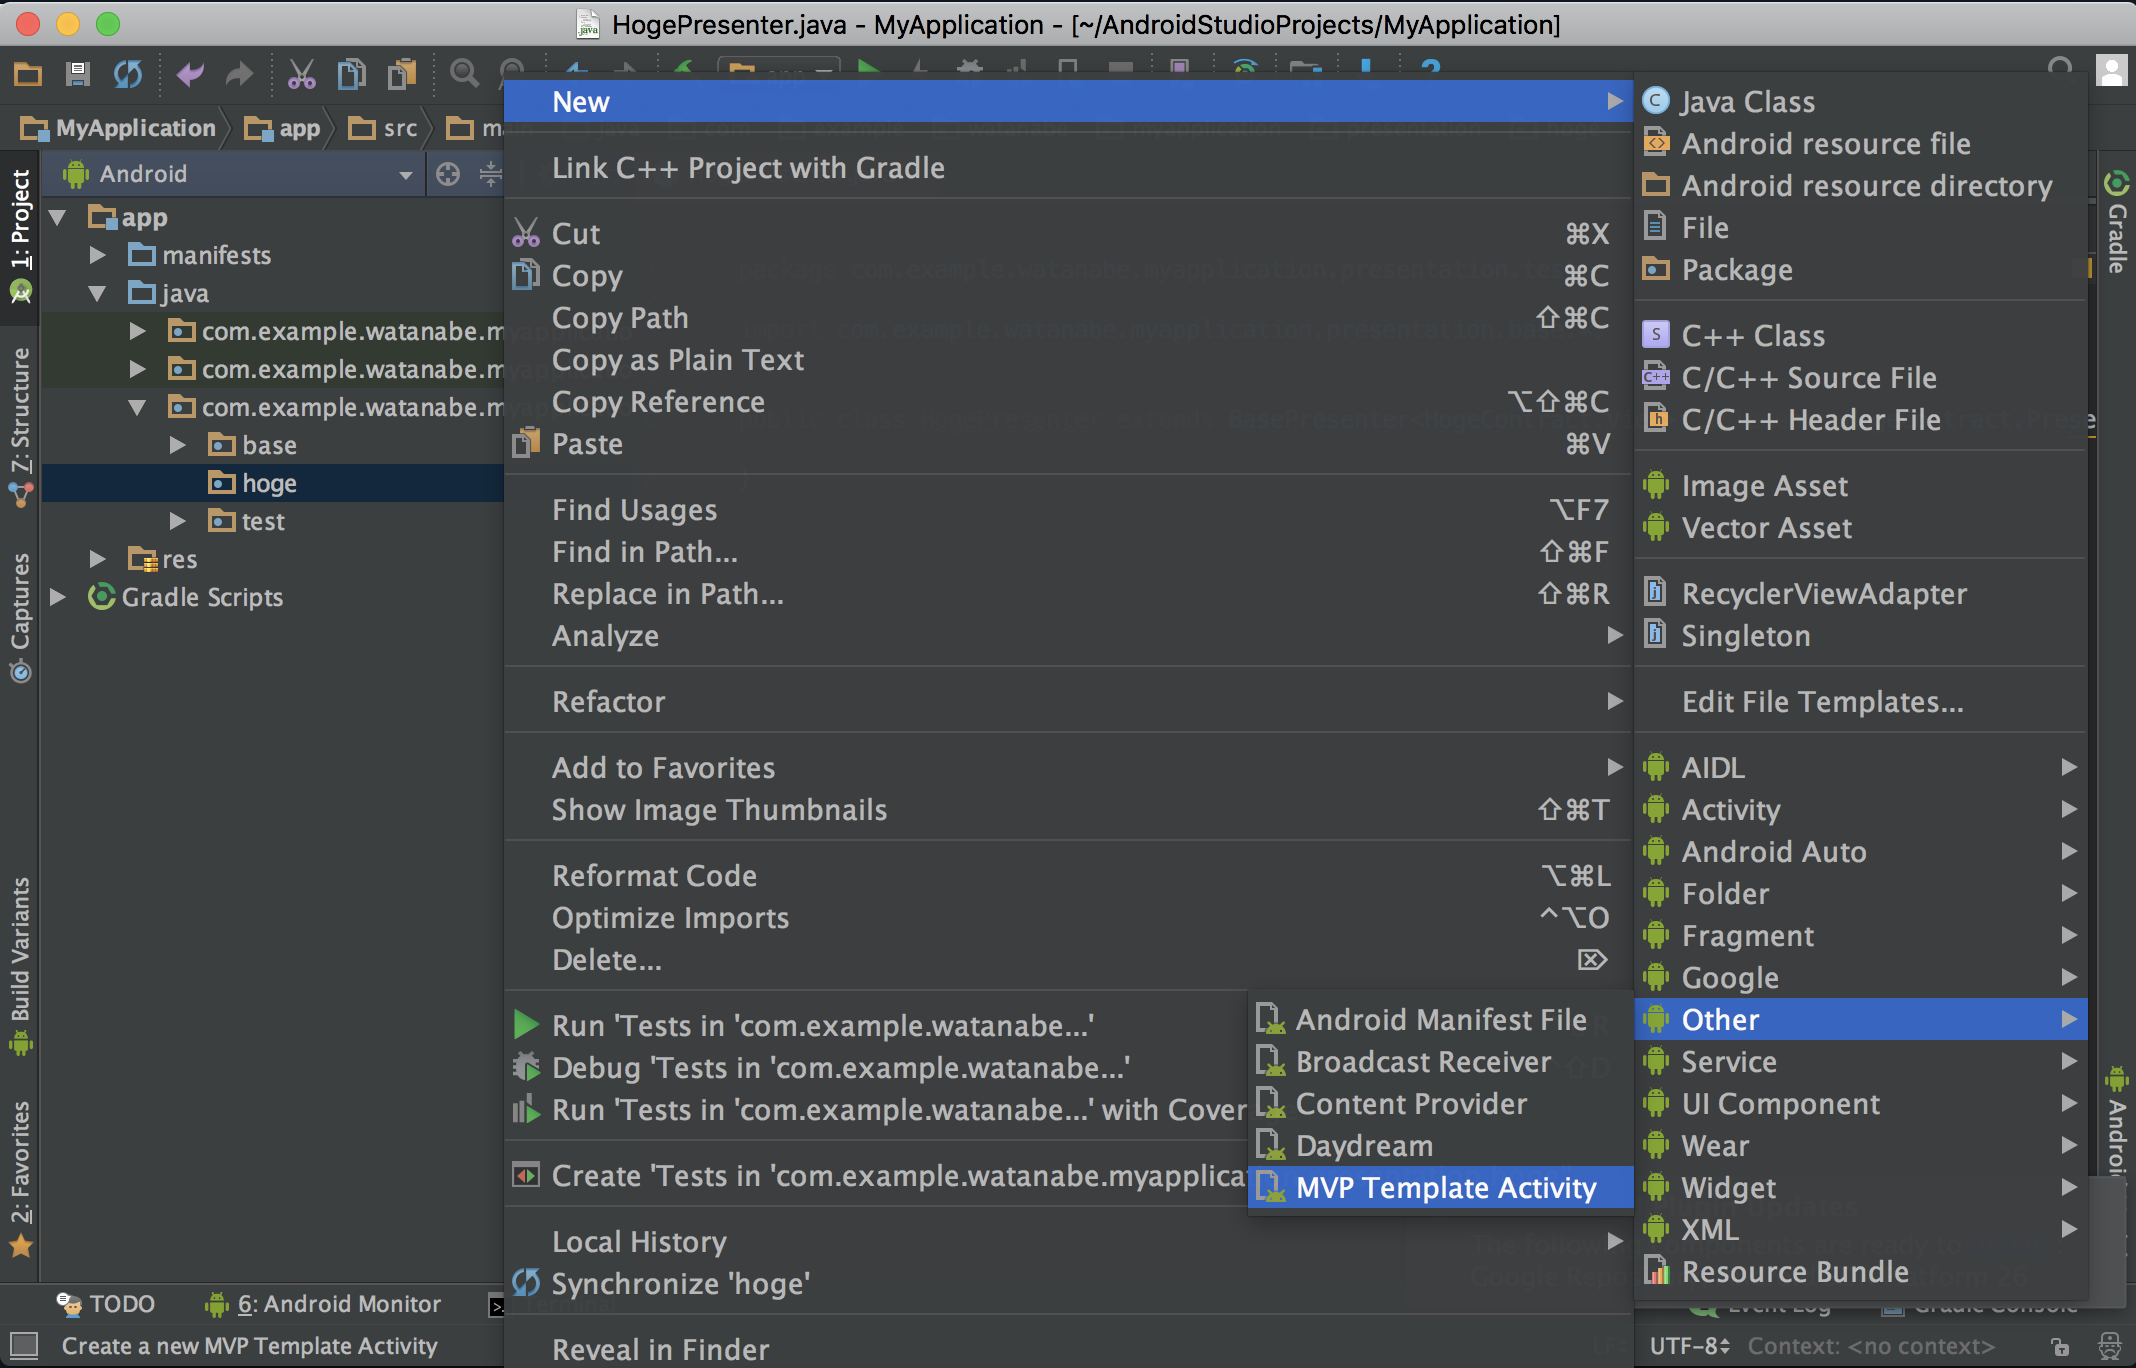 HogePresenter.java - MyApplication - [~/AndroidStudioProjects/MyApplication]
MyApplication
app
src
Android
1: Project
7: Structure
Captures
Build Variants
2: Favorites
app
manifests
java
com.example.watanabe.m
com.example.watanabe.m
com.example.watanabe.m
base
hoge
test
res
Gradle Scripts
New
Link C++ Project with Gradle
Cut ⌘X
Copy ⌘C
Copy Path ⇧⌘C
Copy as Plain Text
Copy Reference ⌥⇧⌘C
Paste ⌘V
Find Usages ⌥F7
Find in Path... ⇧⌘F
Replace in Path... ⇧⌘R
Analyze
Refactor
Add to Favorites
Show Image Thumbnails ⇧⌘T
Reformat Code ⌥⌘L
Optimize Imports ^⌥O
Delete... ⌦
Run 'Tests in 'com.example.watanabe...'
Debug 'Tests in 'com.example.watanabe...'
Run 'Tests in 'com.example.watanabe...' with Cover
Create 'Tests in 'com.example.watanabe.myapplica
Local History
Synchronize 'hoge'
Reveal in Finder
Android Manifest File
Broadcast Receiver
Content Provider
Daydream
MVP Template Activity
Java Class
Android resource file
Android resource directory
File
Package
C++ Class
C/C++ Source File
C/C++ Header File
Image Asset
Vector Asset
RecyclerViewAdapter
Singleton
Edit File Templates...
AIDL
Activity
Android Auto
Folder
Fragment
Google
Other
Service
UI Component
Wear
Widget
XML
Resource Bundle
Gradle
TODO
6: Android Monitor
Terminal
Event Log
Gradle Console
Create a new MVP Template Activity
UTF-8
Context: <no context>